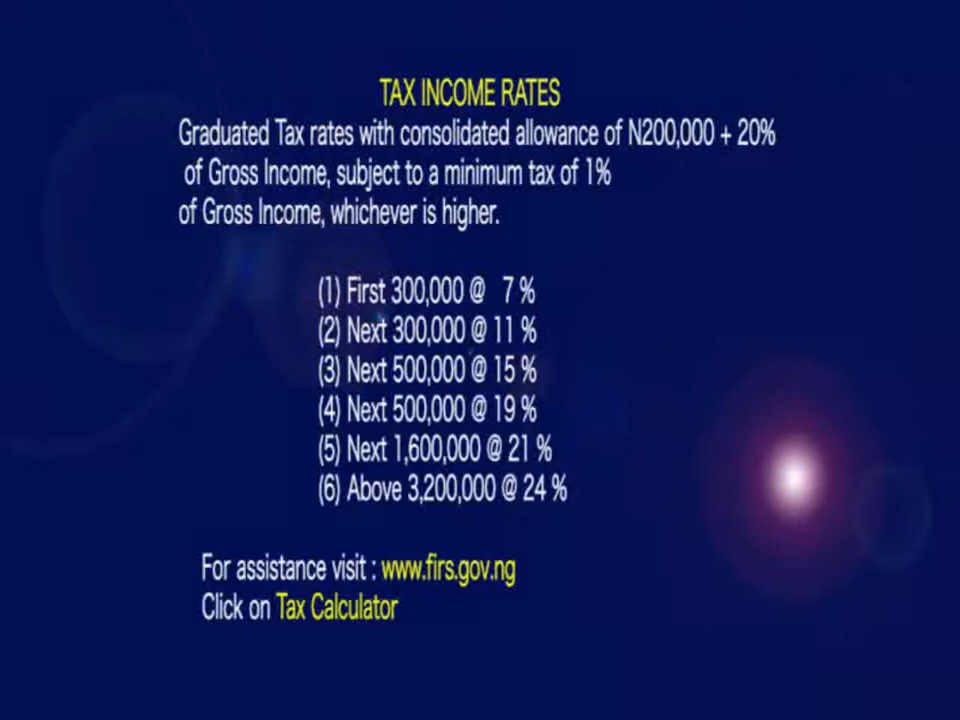 TAX INCOME RATES
Graduated Tax rates with consolidated allowance of N200,000 + 20%
of Gross Income, subject to a minimum tax of 1%
of Gross Income, whichever is higher.
(1) First 300,000 @ 7 %
(2) Next 300,000 @ 11 %
(3) Next 500,000 @ 15 %
(4) Next 500,000 @ 19 %
(5) Next 1,600,000 @ 21 %
(6) Above 3,200,000 @ 24 %
For assistance visit : www.firs.gov.ng
Click on Tax Calculator